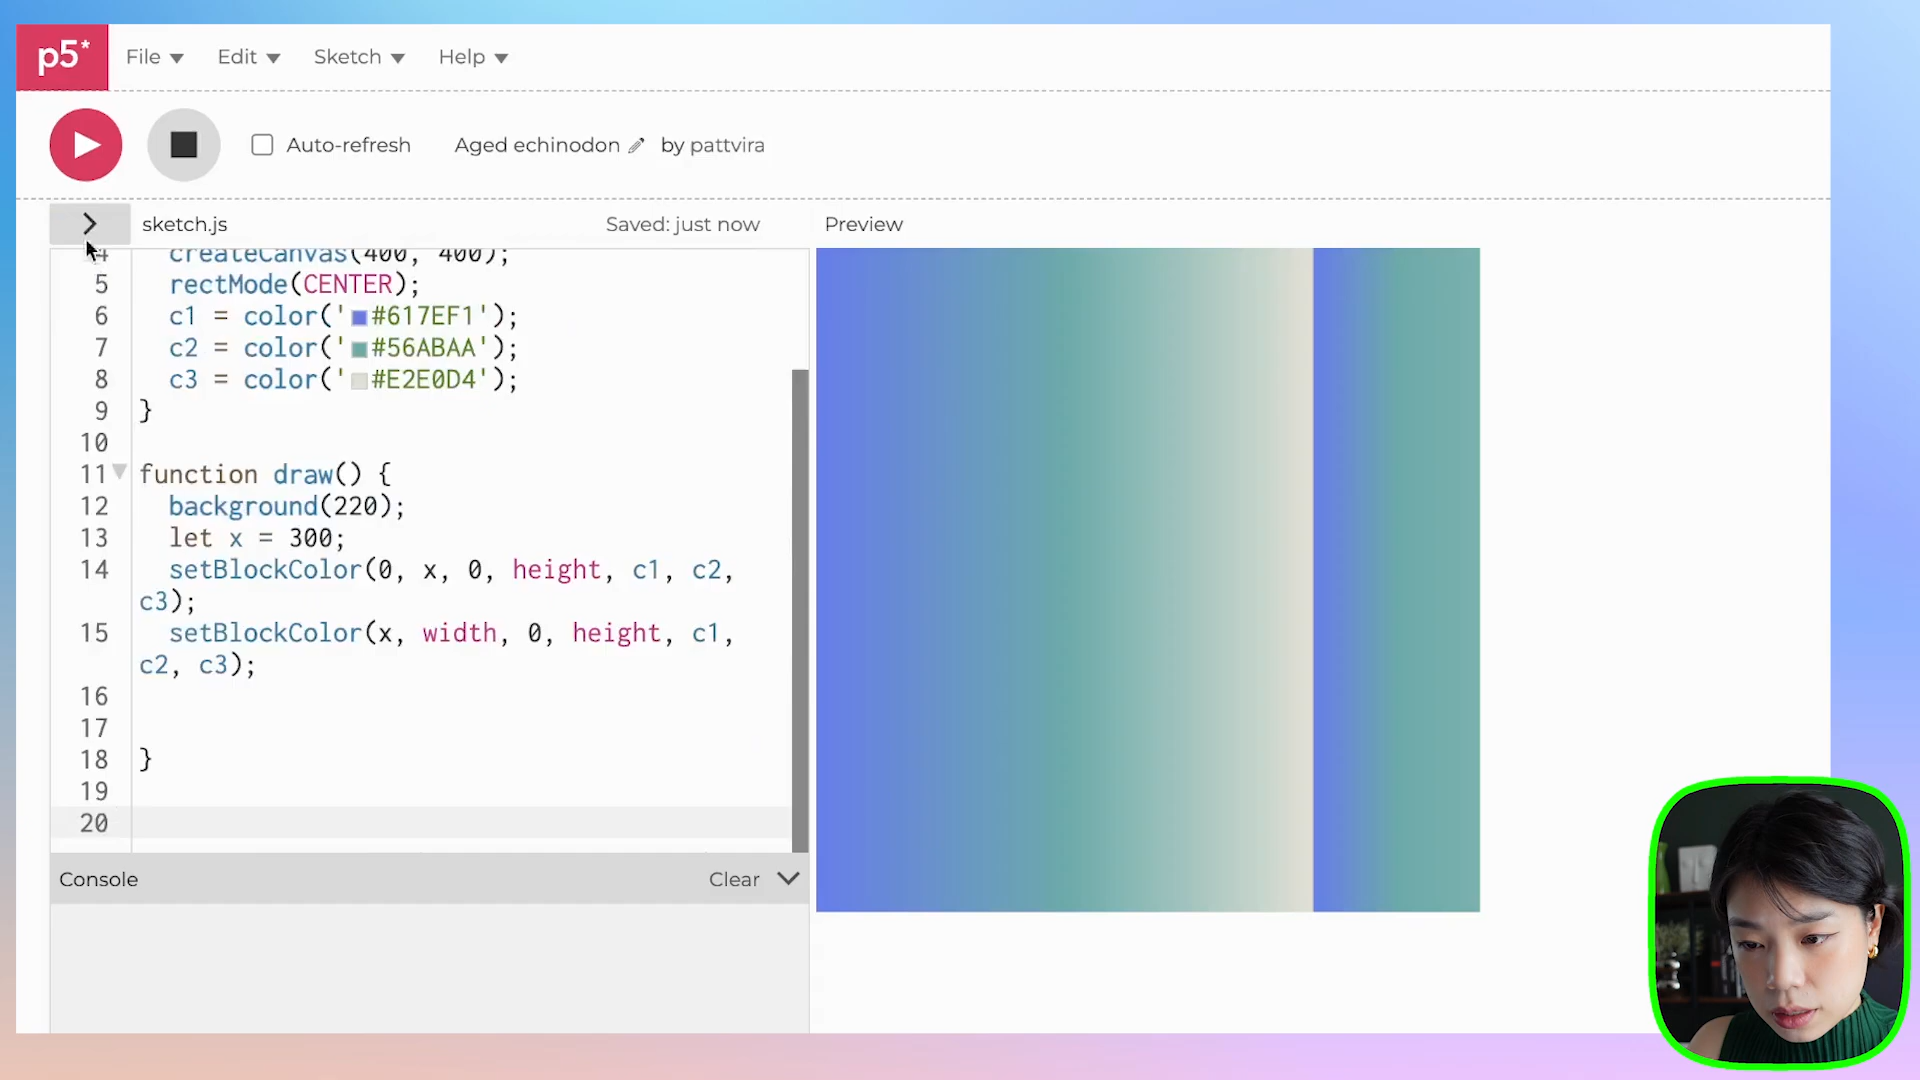 p5* File Edit Sketch Help
Auto-refresh Aged echinodon by pattvira
sketch.js Saved: just now Preview
4 createCanvas(400, 400);
5 rectMode(CENTER);
6 c1 = color('#617EF1');
7 c2 = color('#56ABAA');
8 c3 = color('#E2E0D4');
9 }
10
11 function draw() {
12 background(220);
13 let x = 300;
14 setBlockColor(0, x, 0, height, c1, c2,
c3);
15 setBlockColor(x, width, 0, height, c1,
c2, c3);
16
17
18 }
19
20
Console Clear